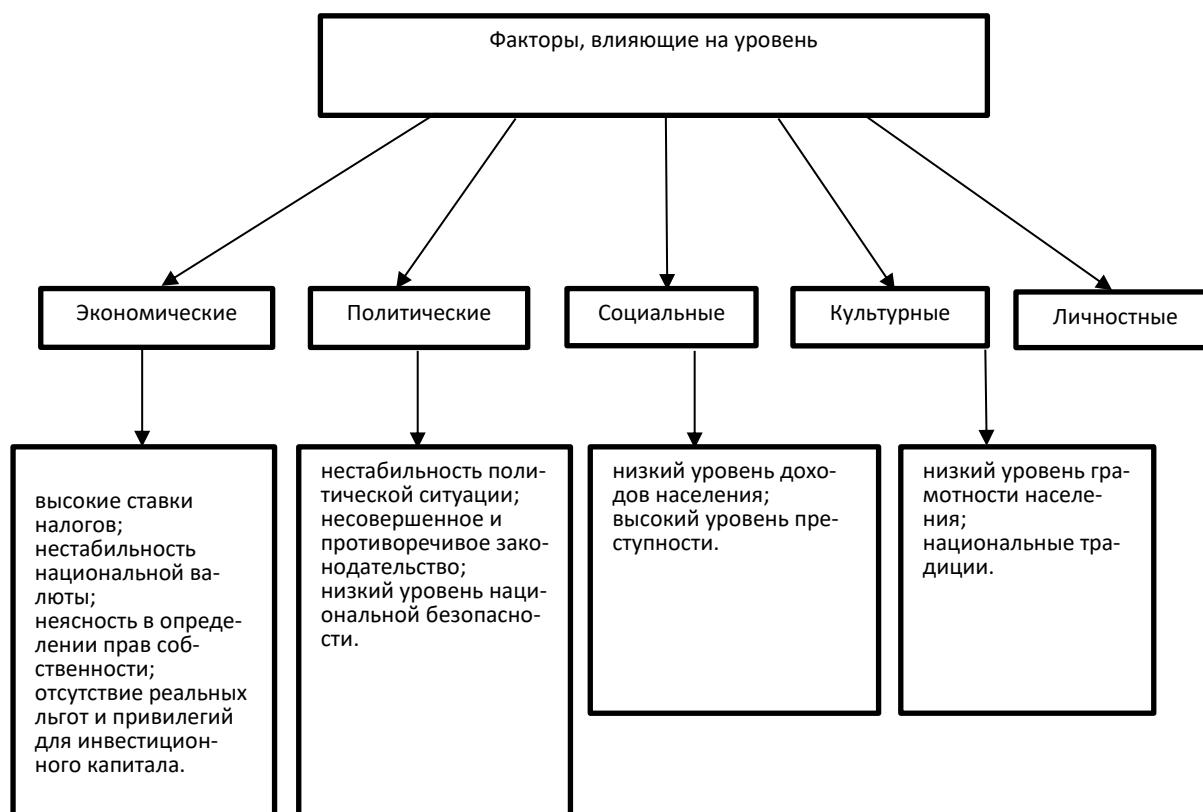 Факторы, влияющие на уровень
Экономические
Политические
Социальные
Культурные
Личностные
высокие ставки
налогов;
нестабильность
национальной ва-
люты;
неясность в опреде-
лении прав соб-
ственности;
отсутствие реальных
льгот и привилегий
для инвестицион-
ного капитала.
нестабильность поли-
тической ситуации;
несовершенное и
противоречивое зако-
нодательство;
низкий уровень наци-
ональной безопасно-
сти.
низкий уровень дохо-
дов населения;
высокий уровень пре-
ступности.
низкий уровень гра-
мотности населе-
ния;
национальные тра-
диции.